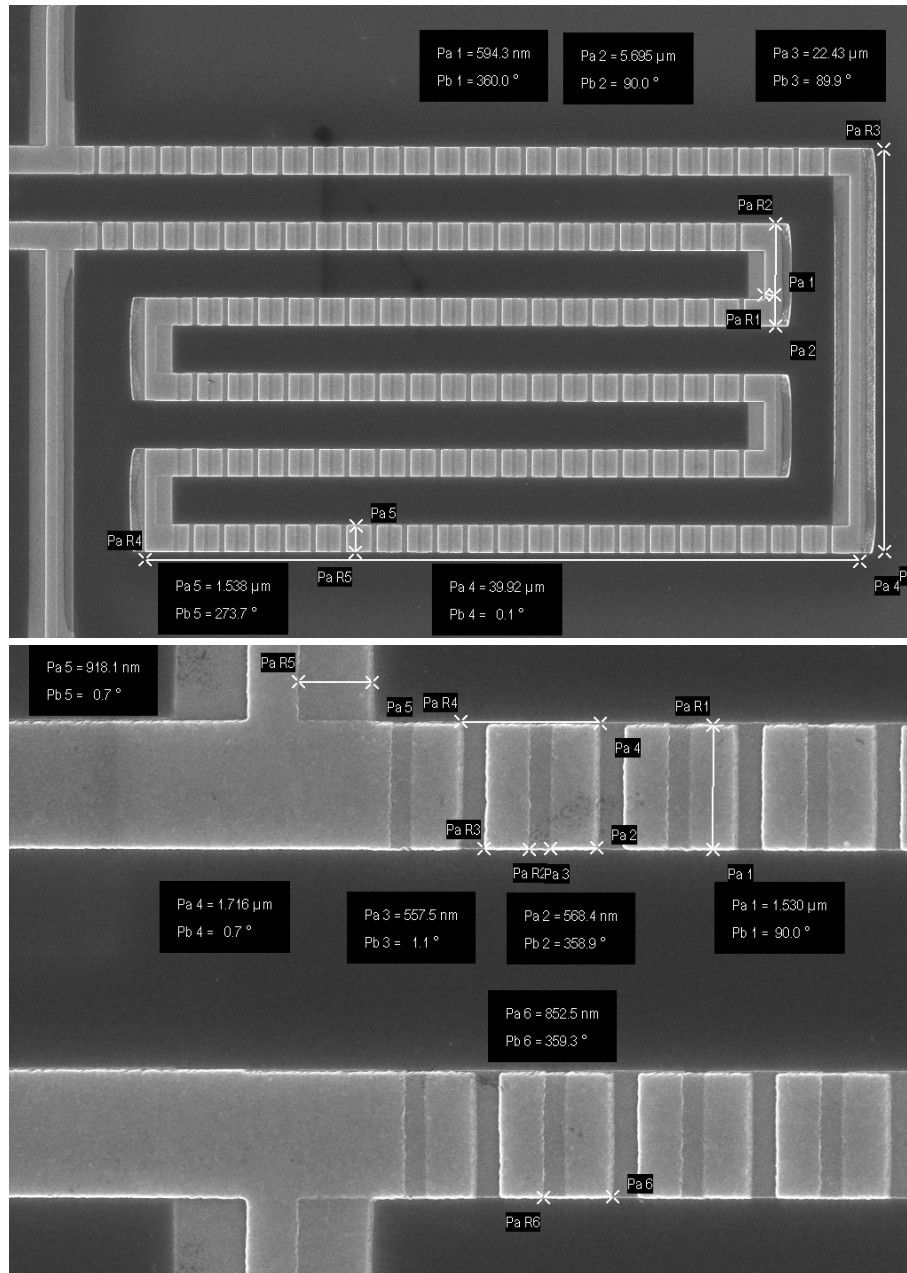 Pa 1 = 594.3 nm
Pb 1 = 360.0 °
Pa 2 = 5.695 µm
Pb 2 = 90.0 °
Pa 3 = 22.43 µm
Pb 3 = 89.9 °
Pa R3
Pa R2
Pa 1
Pa R1
Pa 2
Pa 5
Pa R4
Pa R5
Pa 4
P
Pa 5 = 1.538 µm
Pb 5 = 273.7 °
Pa 4 = 39.92 µm
Pb 4 = 0.1 °
Pa 5 = 918.1 nm
Pb 5 = 0.7 °
Pa R5
Pa 5
Pa R4
Pa R1
Pa 4
Pa R3
Pa 2
Pa R2
Pa 3
Pa 1
Pa 4 = 1.716 µm
Pb 4 = 0.7 °
Pa 3 = 557.5 nm
Pb 3 = 1.1 °
Pa 2 = 568.4 nm
Pb 2 = 358.9 °
Pa 1 = 1.530 µm
Pb 1 = 90.0 °
Pa 6 = 852.5 nm
Pb 6 = 359.3 °
Pa 6
Pa R6